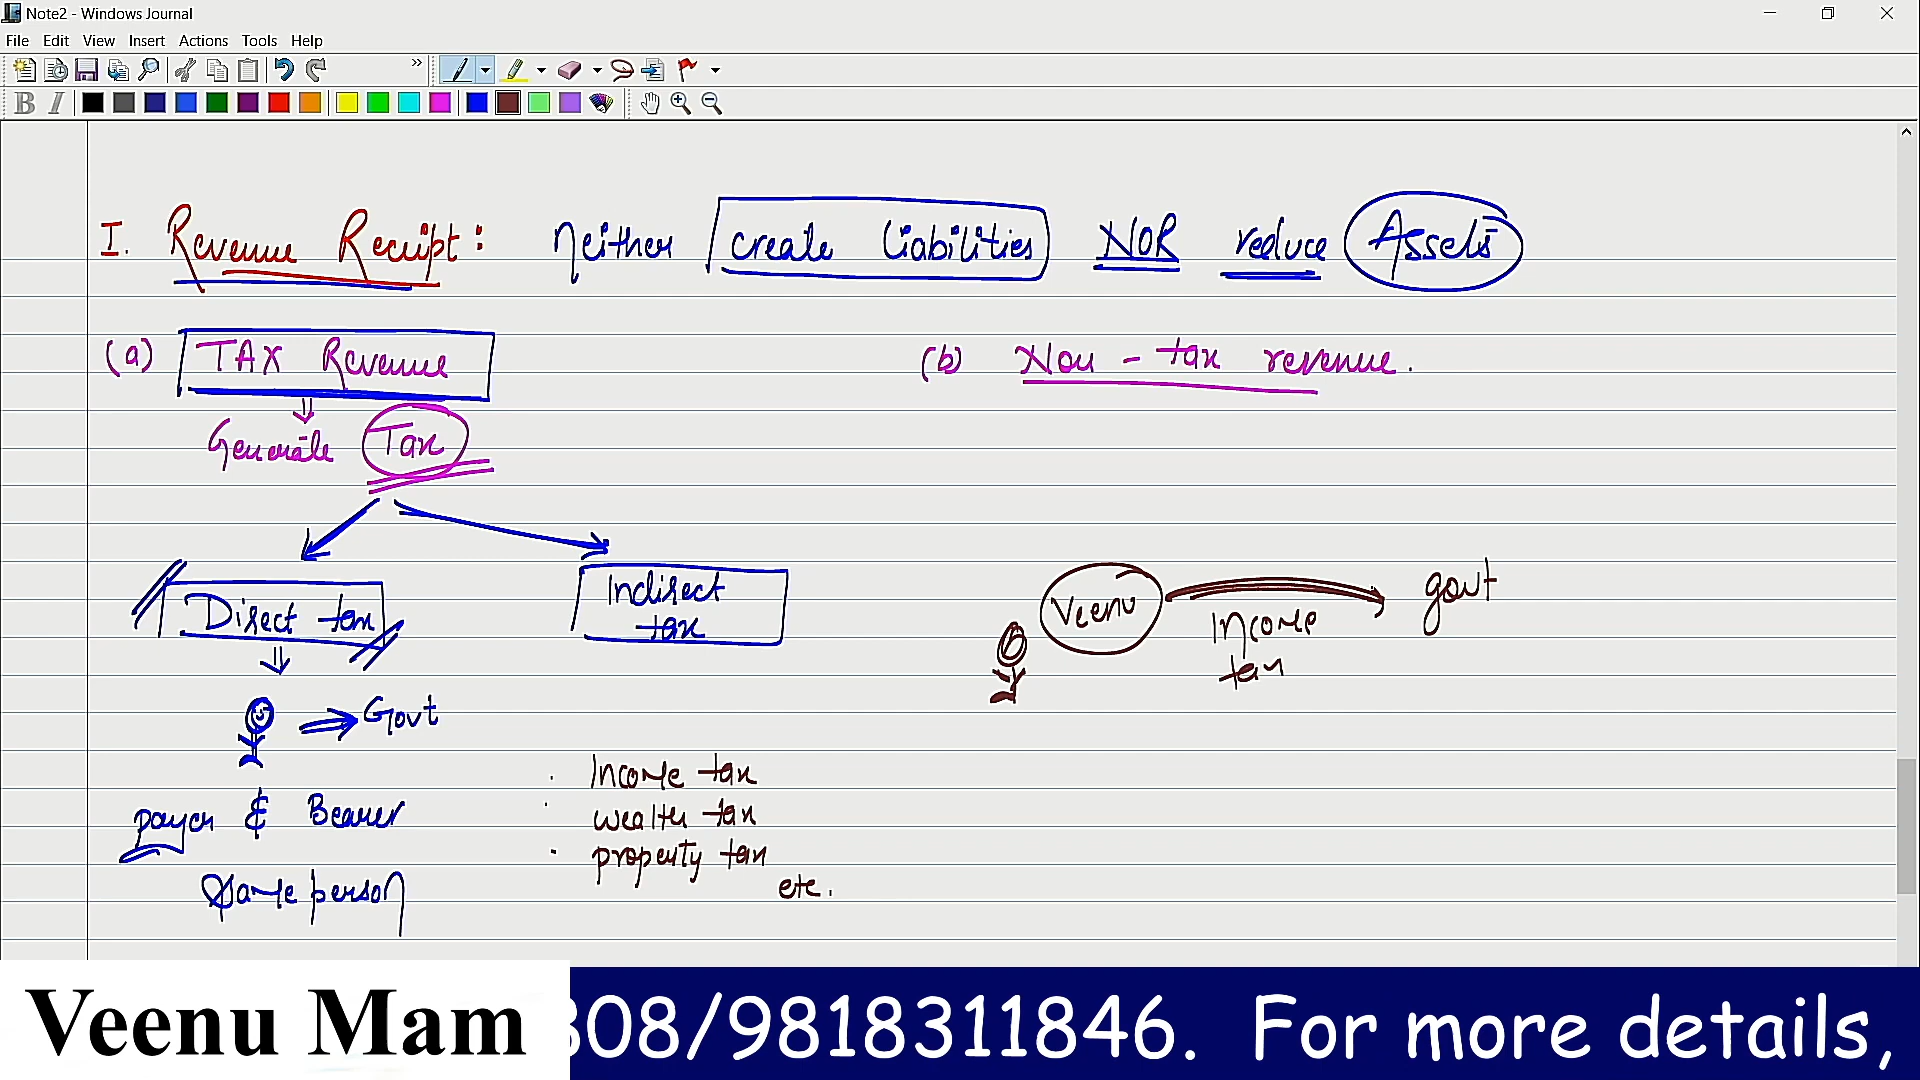 Note2 - Windows Journal
File Edit View Insert Actions Tools Help
B I
I. Revenue Receipt: Neither create Liabilities NOR reduce Assets
(a) TAX Revenue
(b) Non - tax revenue.
Generate Tax
Direct tax
Indirect tax
Veenu
Income tax
govt
Govt
payer & Bearer
Same person
· Income tax
· wealth tax
· property tax
etc.
Veenu Mam
308/9818311846. For more details,